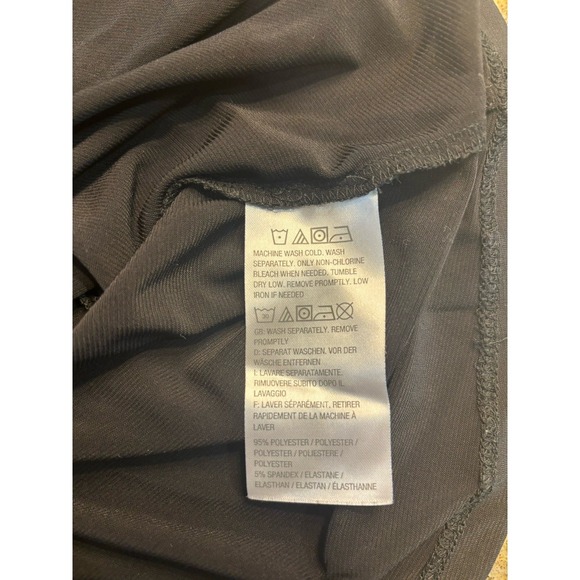 MACHINE WASH COLD, WASH
SEPARATELY. ONLY NON-CHLORINE
BLEACH WHEN NEEDED, TUMBLE
DRY LOW. REMOVE PROMPTLY. LOW
IRON IF NEEDED
30
GB: WASH SEPARATELY. REMOVE
PROMPTLY
D: SEPARAT WASCHEN, VOR DER
WÄSCHE ENTFERNEN
I: LAVARE SEPARATAMENTE,
RIMUOVERE SUBITO DOPO IL
LAVAGGIO
F: LAVER SÉPARÉMENT, RETIRER
RAPIDEMENT DE LA MACHINE À
LAVER
95% POLYESTER / POLYESTER /
POLYESTER / POLIESTERE /
POLYESTER
5% SPANDEX / ELASTANE /
ELASTHAN / ELASTAN / ÉLASTHANNE